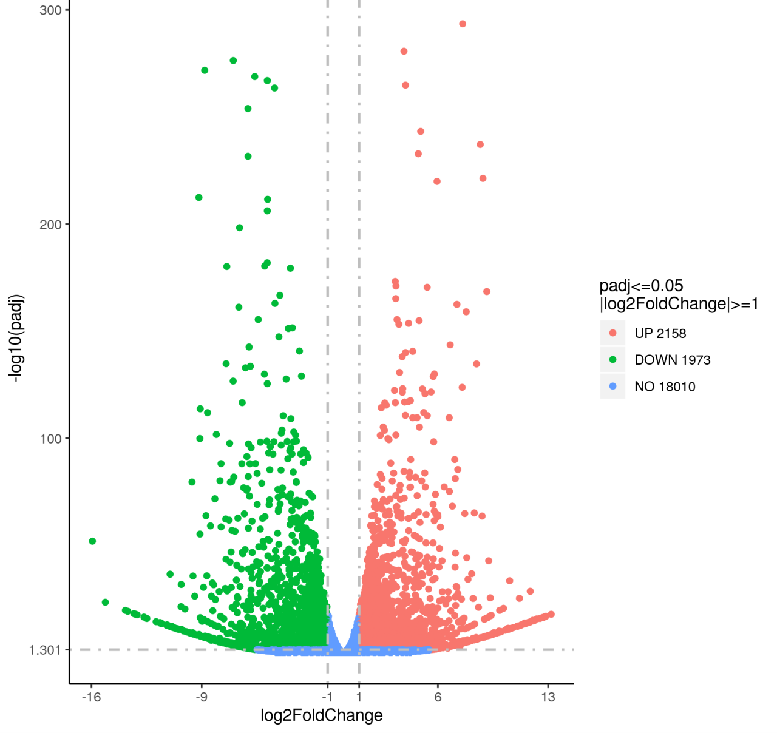 300
200
100
1.301
-log10(padj)
-16
-9
-1
1
6
13
log2FoldChange
padj<=0.05
|log2FoldChange|>=1
UP 2158
DOWN 1973
NO 18010